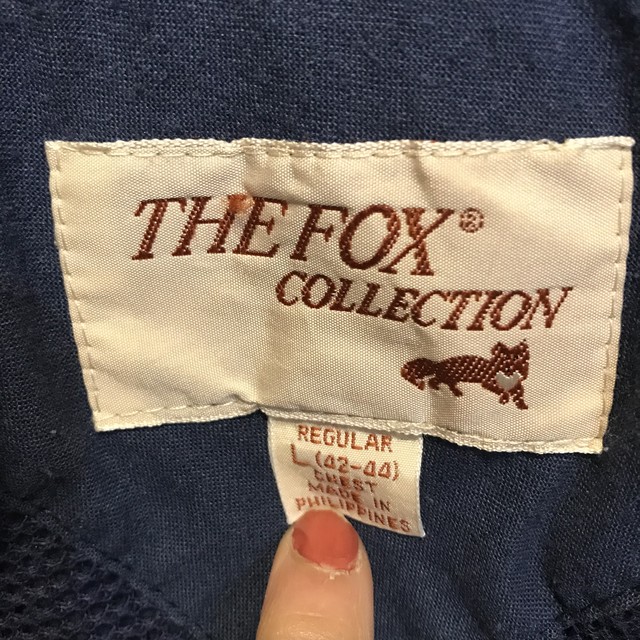 THE FOX®
COLLECTION
REGULAR
L (42-44)
CHEST
MADE IN
PHILIPPINES